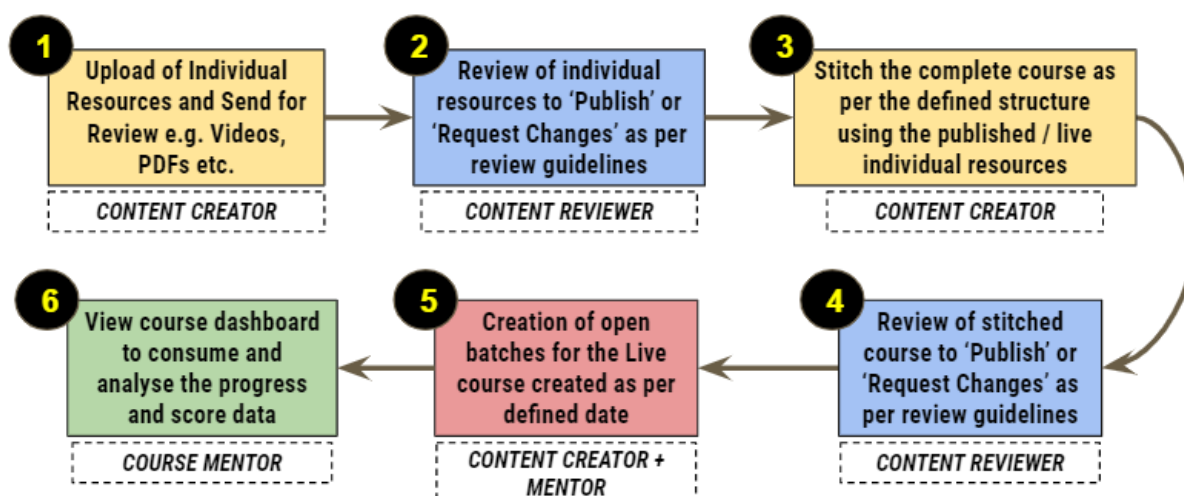 1
Upload of Individual
Resources and Send for
Review e.g. Videos,
PDFs etc.
CONTENT CREATOR
2
Review of individual
resources to ‘Publish’ or
‘Request Changes’ as per
review guidelines
CONTENT REVIEWER
3
Stitch the complete course as
per the defined structure
using the published / live
individual resources
CONTENT CREATOR
4
Review of stitched
course to ‘Publish’ or
‘Request Changes’ as
per review guidelines
CONTENT REVIEWER
5
Creation of open
batches for the Live
course created as per
defined date
CONTENT CREATOR +
MENTOR
6
View course dashboard
to consume and
analyse the progress
and score data
COURSE MENTOR